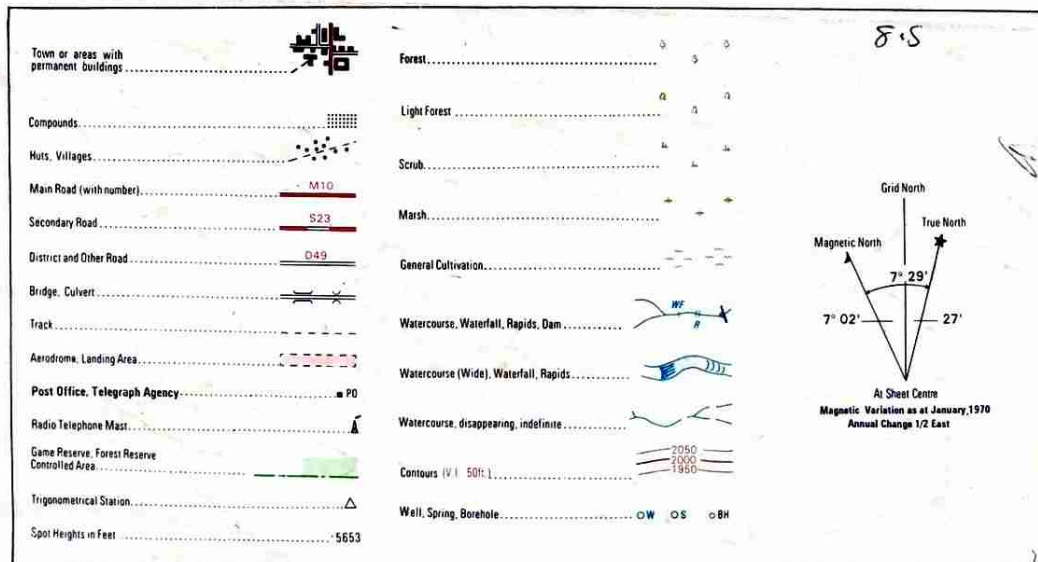 Town or areas with
permanent buildings
Compounds
Huts, Villages
Main Road (with number) M10
Secondary Road S23
District and Other Road D49
Bridge, Culvert
Track
Aerodrome, Landing Area
Post Office, Telegraph Agency PO
Radio Telephone Mast
Game Reserve, Forest Reserve
Controlled Area
Trigonometrical Station
Spot Heights in Feet ·5653
Forest
Light Forest
Scrub
Marsh
General Cultivation
Watercourse, Waterfall, Rapids, Dam WF R
Watercourse (Wide), Waterfall, Rapids
Watercourse, disappearing, indefinite
Contours (V.I. 50ft.) 2050
2000
1950
Well, Spring, Borehole W S BH
8.5
Grid North
True North
Magnetic North
7° 29'
7° 02' 27'
At Sheet Centre
Magnetic Variation as at January, 1970
Annual Change 1/2 East